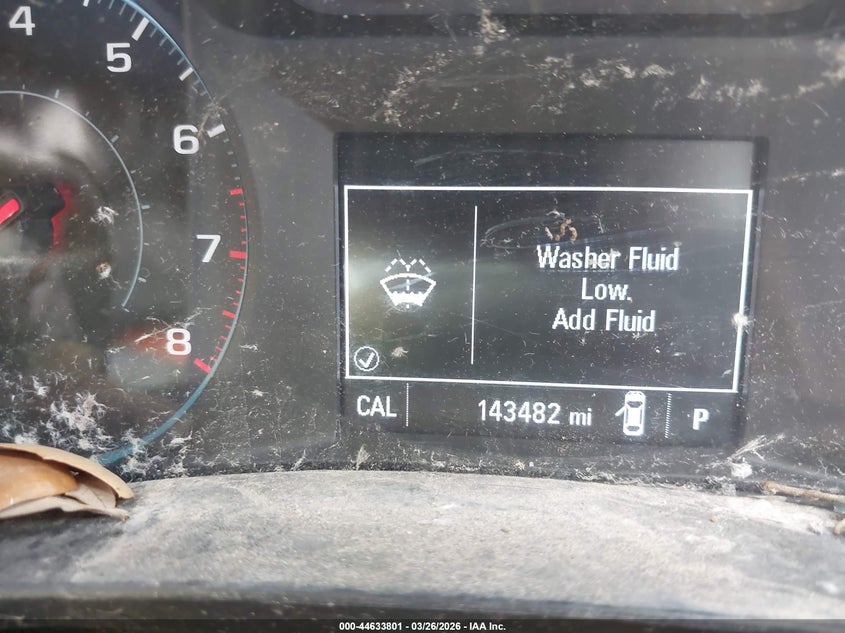 4
5
6
7
8
Washer Fluid
Low.
Add Fluid
CAL
143482 mi
P
000-44633801 - 03/26/2026 - IAA Inc.